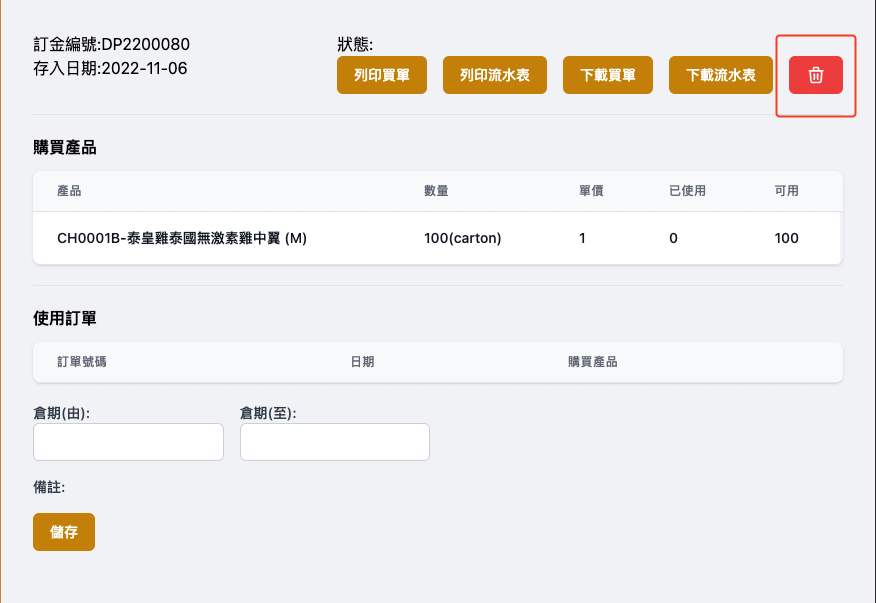 訂金編號:DP2200080
存入日期:2022-11-06
狀態:
列印買單 列印流水表 下載買單 下載流水表
購買產品
產品 數量 單價 已使用 可用
CH0001B-泰皇雞泰國無激素雞中翼 (M) 100(carton) 1 0 100
使用訂單
訂單號碼 日期 購買產品
倉期(由): 倉期(至):
備註:
儲存